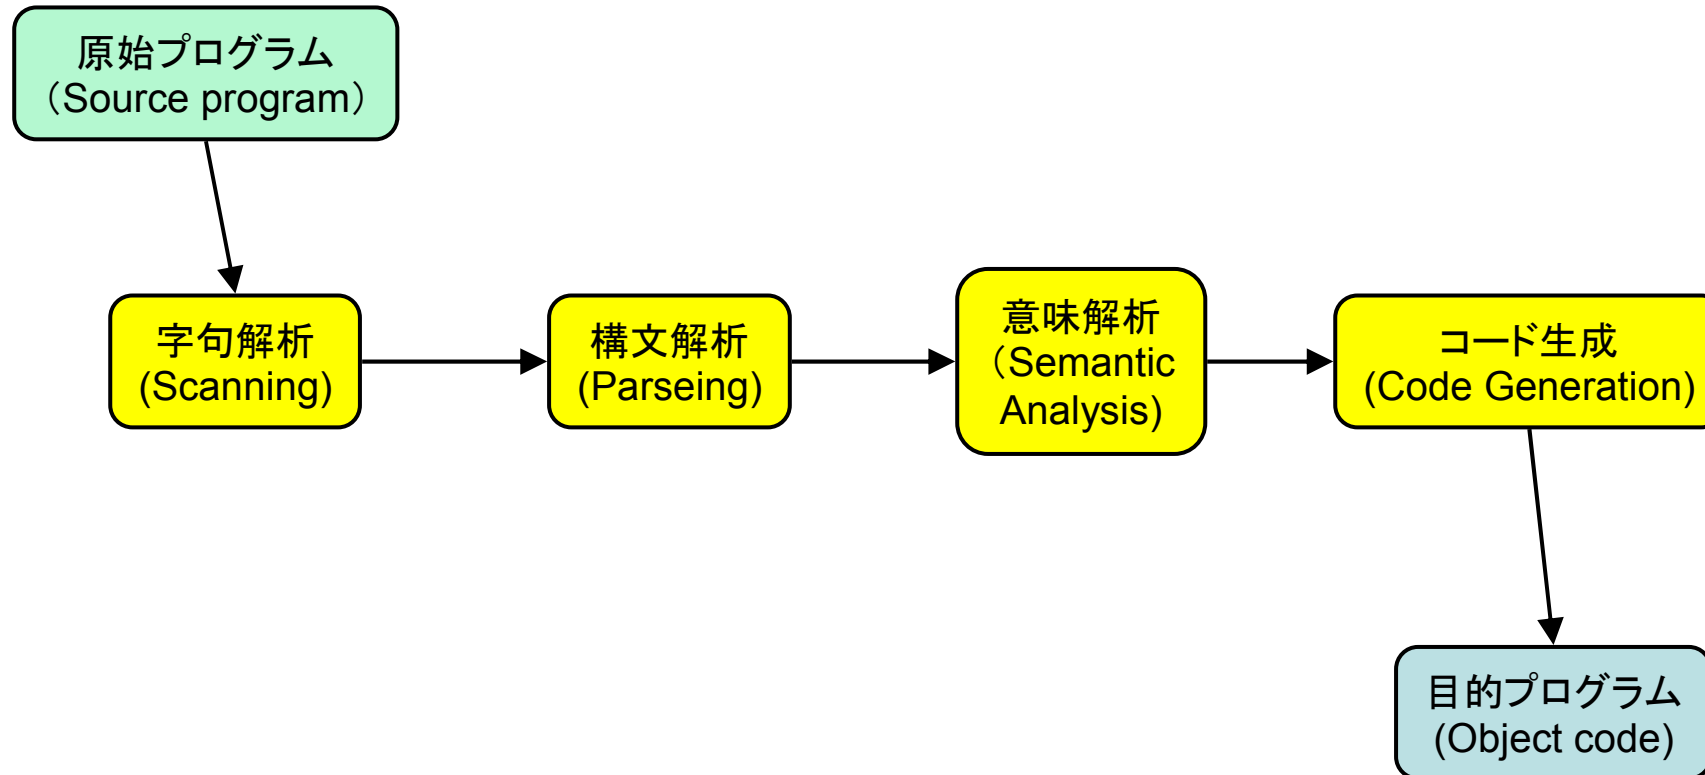 原始プログラム
（Source program）
字句解析
(Scanning)
構文解析
(Parseing)
意味解析
（Semantic
Analysis)
コード生成
(Code Generation)
目的プログラム
(Object code)